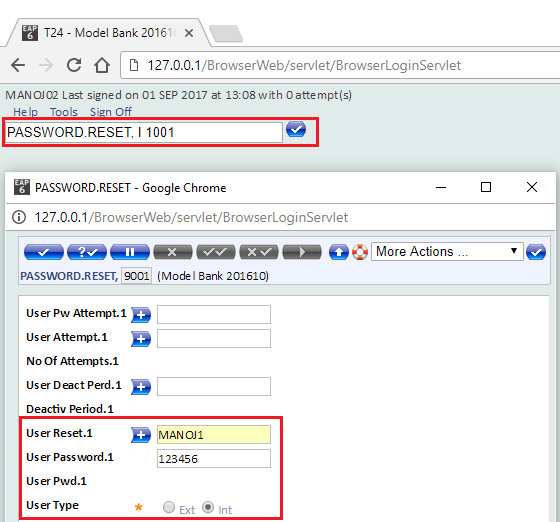 EAP
6
T24 - Model Bank 201610
127.0.0.1/BrowserWeb/servlet/BrowserLoginServlet
MANOJ02 Last signed on 01 SEP 2017 at 13:08 with 0 attempt(s)
Help Tools Sign Off
PASSWORD.RESET, I 1001
EAP
6
PASSWORD.RESET - Google Chrome
127.0.0.1/BrowserWeb/servlet/BrowserLoginServlet
More Actions ...
PASSWORD.RESET, 9001 (Model Bank 201610)
User Pw Attempt.1
User Attempt.1
No Of Attempts.1
User Deact Perd.1
Deactiv Period.1
User Reset.1 MANOJ1
User Password.1 123456
User Pwd.1
User Type * Ext Int